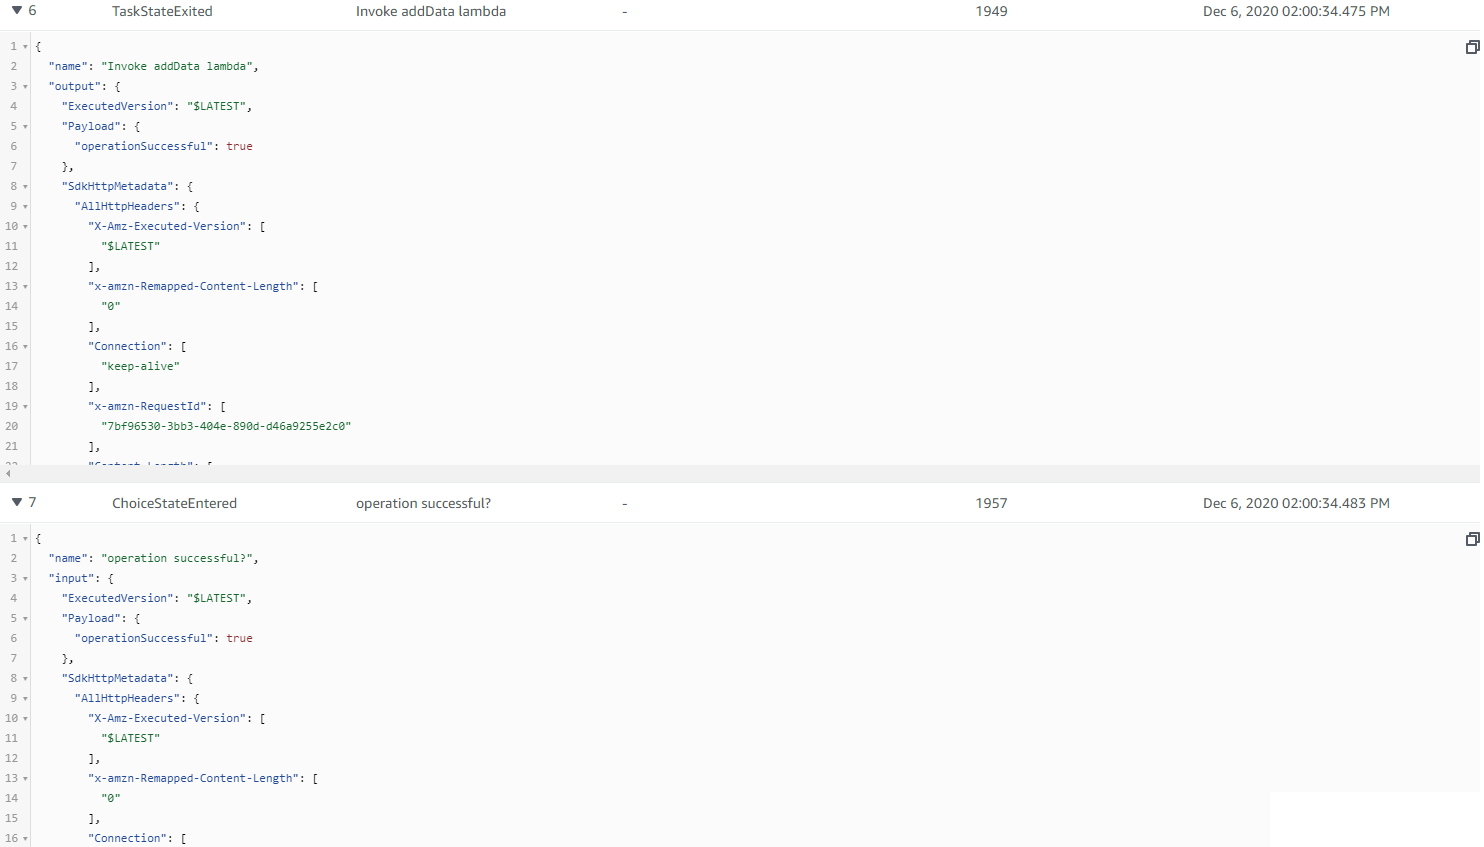 6 TaskStateExited Invoke addData lambda - 1949 Dec 6, 2020 02:00:34.475 PM
1 {
2 "name": "Invoke addData lambda",
3 "output": {
4 "ExecutedVersion": "$LATEST",
5 "Payload": {
6 "operationSuccessful": true
7 },
8 "SdkHttpMetadata": {
9 "AllHttpHeaders": {
10 "X-Amz-Executed-Version": [
11 "$LATEST"
12 ],
13 "x-amzn-Remapped-Content-Length": [
14 "0"
15 ],
16 "Connection": [
17 "keep-alive"
18 ],
19 "x-amzn-RequestId": [
20 "7bf96530-3bb3-404e-890d-d46a9255e2c0"
21 ],
22 "Content-Length": [
7 ChoiceStateEntered operation successful? - 1957 Dec 6, 2020 02:00:34.483 PM
1 {
2 "name": "operation successful?",
3 "input": {
4 "ExecutedVersion": "$LATEST",
5 "Payload": {
6 "operationSuccessful": true
7 },
8 "SdkHttpMetadata": {
9 "AllHttpHeaders": {
10 "X-Amz-Executed-Version": [
11 "$LATEST"
12 ],
13 "x-amzn-Remapped-Content-Length": [
14 "0"
15 ],
16 "Connection": [